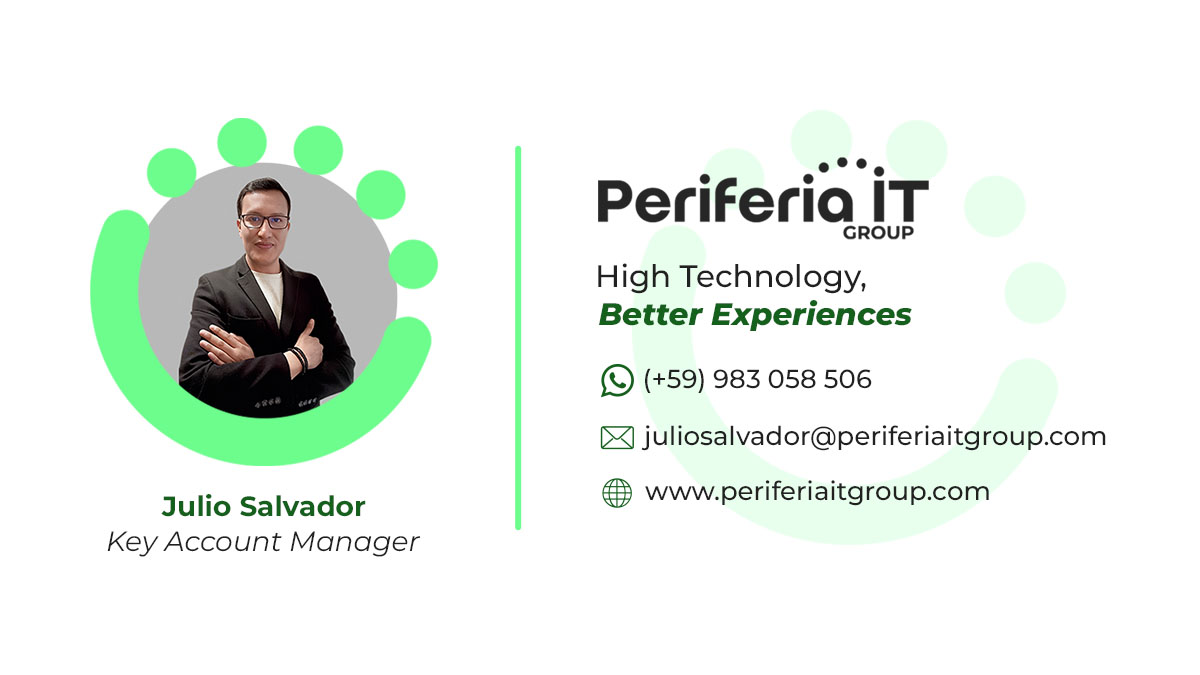 Julio Salvador
Key Account Manager
Periferia IT
GROUP
High Technology,
Better Experiences
(+59) 983 058 506
juliosalvador@periferiaitgroup.com
www.periferiaitgroup.com